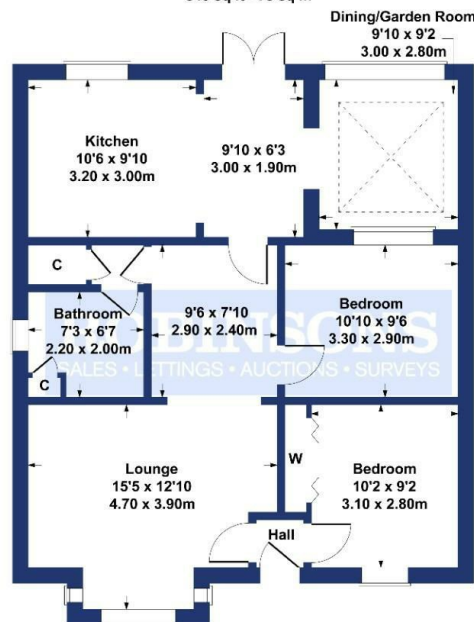 Dining/Garden Room
9'10 x 9'2
3.00 x 2.80m
Kitchen
10'6 x 9'10
3.20 x 3.00m
9'10 x 6'3
3.00 x 1.90m
C
Bathroom
7'3 x 6'7
2.20 x 2.00m
C
9'6 x 7'10
2.90 x 2.40m
Bedroom
10'10 x 9'6
3.30 x 2.90m
ROBINSONS
SALES • LETTINGS • AUCTIONS • SURVEYS
Lounge
15'5 x 12'10
4.70 x 3.90m
W
Bedroom
10'2 x 9'2
3.10 x 2.80m
Hall